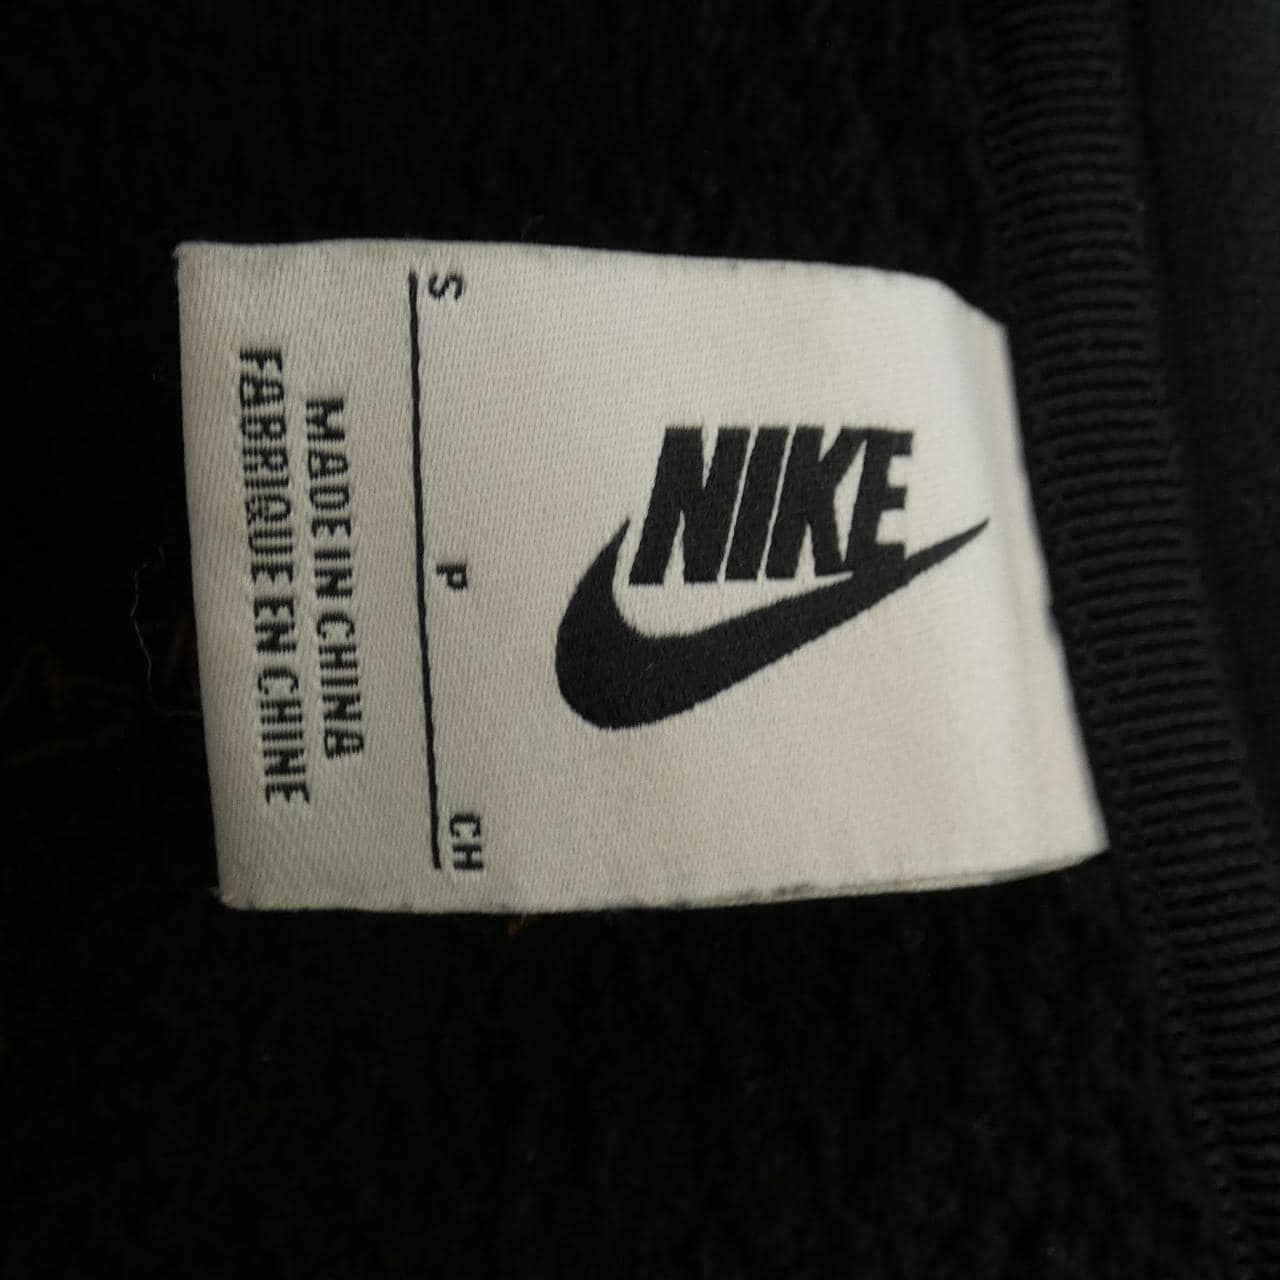 NIKE
S P CH
MADE IN CHINA
FABRIQUE EN CHINE